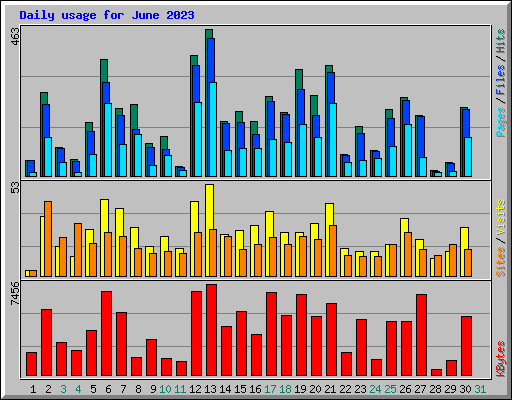 Daily usage for June 2023
463
Pages / Files / Hits
53
Sites / Visits
7456
KBytes
1 2 3 4 5 6 7 8 9 10 11 12 13 14 15 16 17 18 19 20 21 22 23 24 25 26 27 28 29 30 31